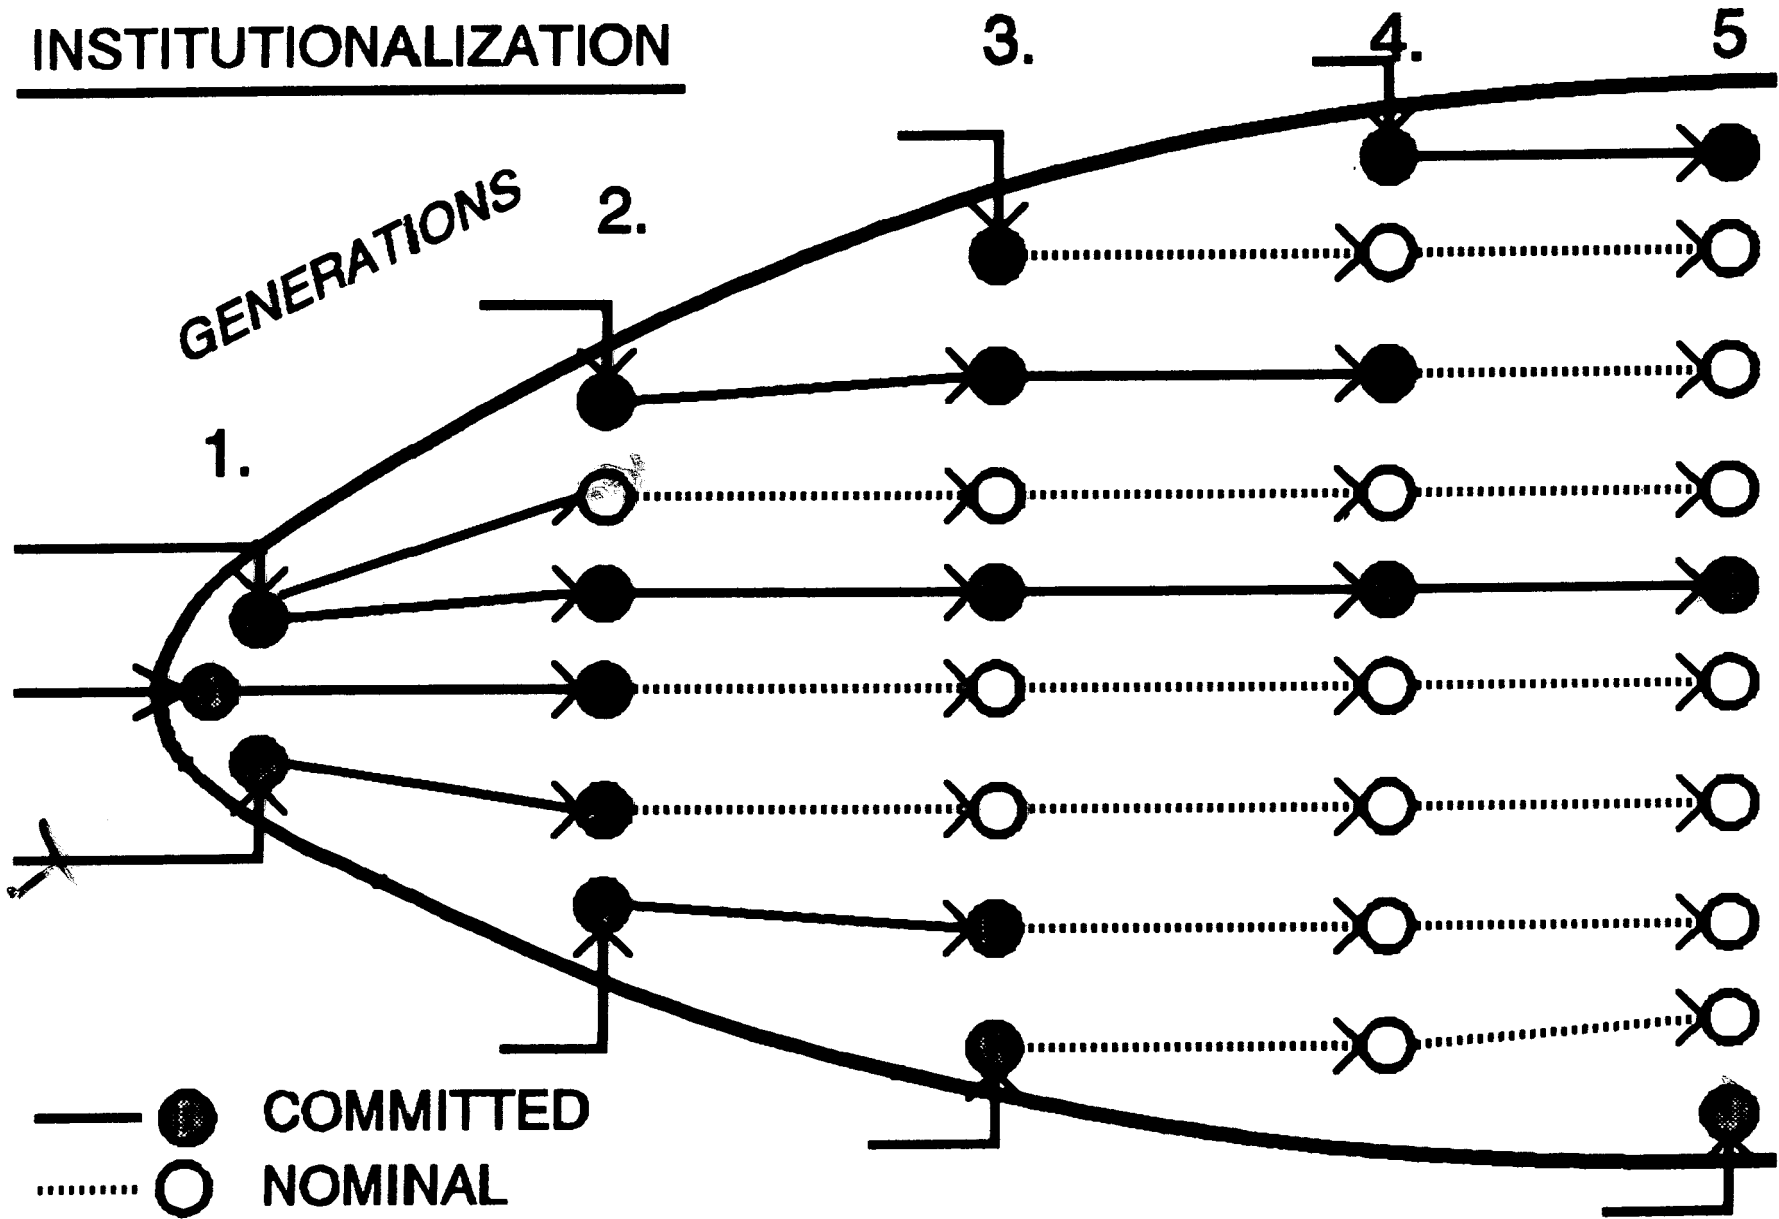 INSTITUTIONALIZATION
GENERATIONS
1.
2.
3.
4.
5
COMMITTED
NOMINAL